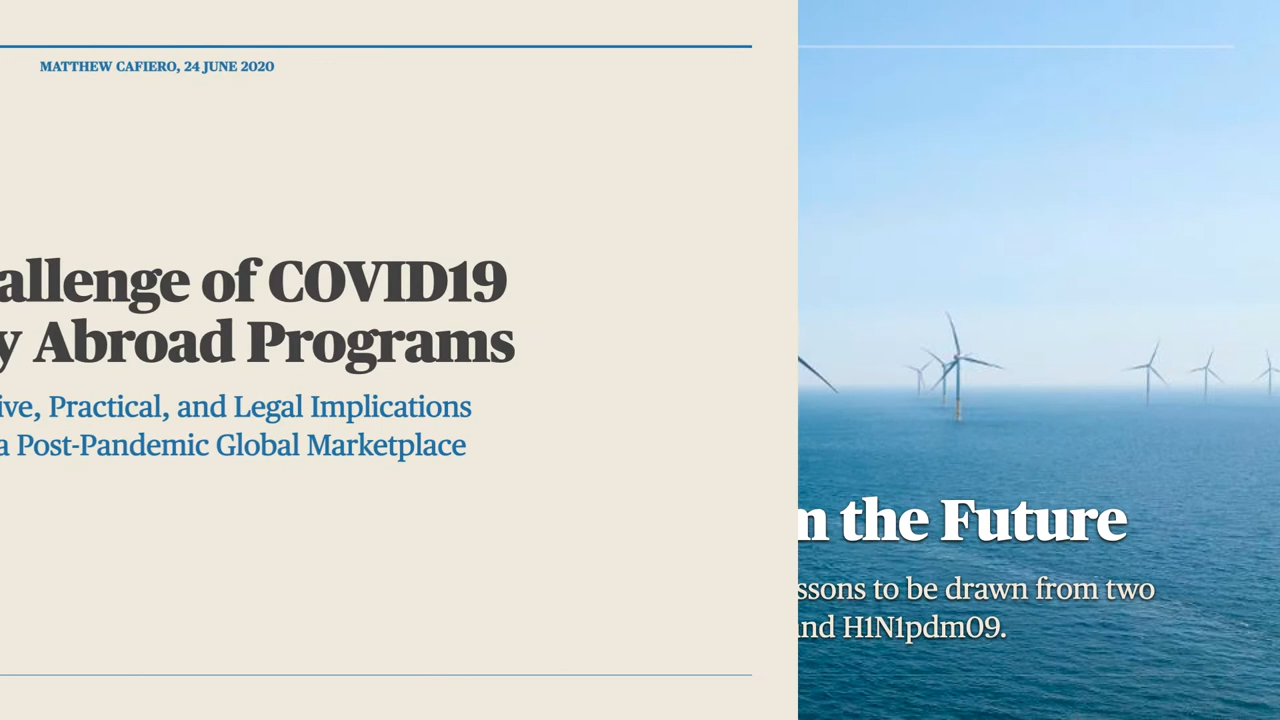 MATTHEW CAFIERO, 24 JUNE 2020
allenge of COVID19
y Abroad Programs
ive, Practical, and Legal Implications
a Post-Pandemic Global Marketplace
m the Future
ssons to be drawn from two
and H1N1pdm09.